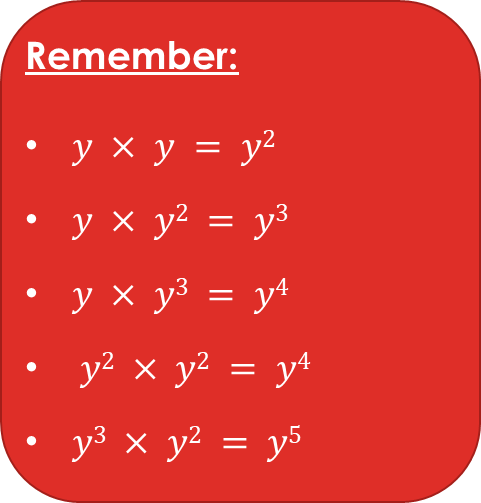 Remember:
• y × y = y²
• y × y² = y³
• y × y³ = y⁴
• y² × y² = y⁴
• y³ × y² = y⁵